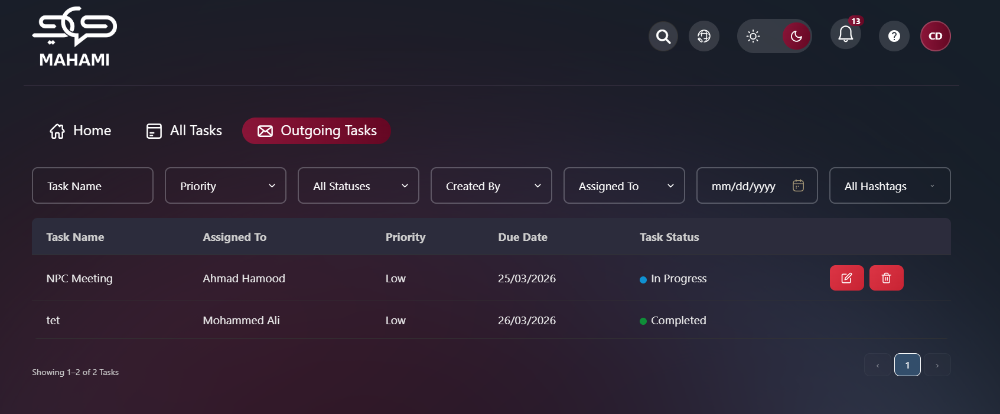 مهامي
MAHAMI
13
CD
Home All Tasks Outgoing Tasks
Task Name Priority All Statuses Created By Assigned To mm/dd/yyyy All Hashtags
Task Name Assigned To Priority Due Date Task Status
NPC Meeting Ahmad Hamood Low 25/03/2026 In Progress
tet Mohammed Ali Low 26/03/2026 Completed
Showing 1–2 of 2 Tasks
‹ 1 ›